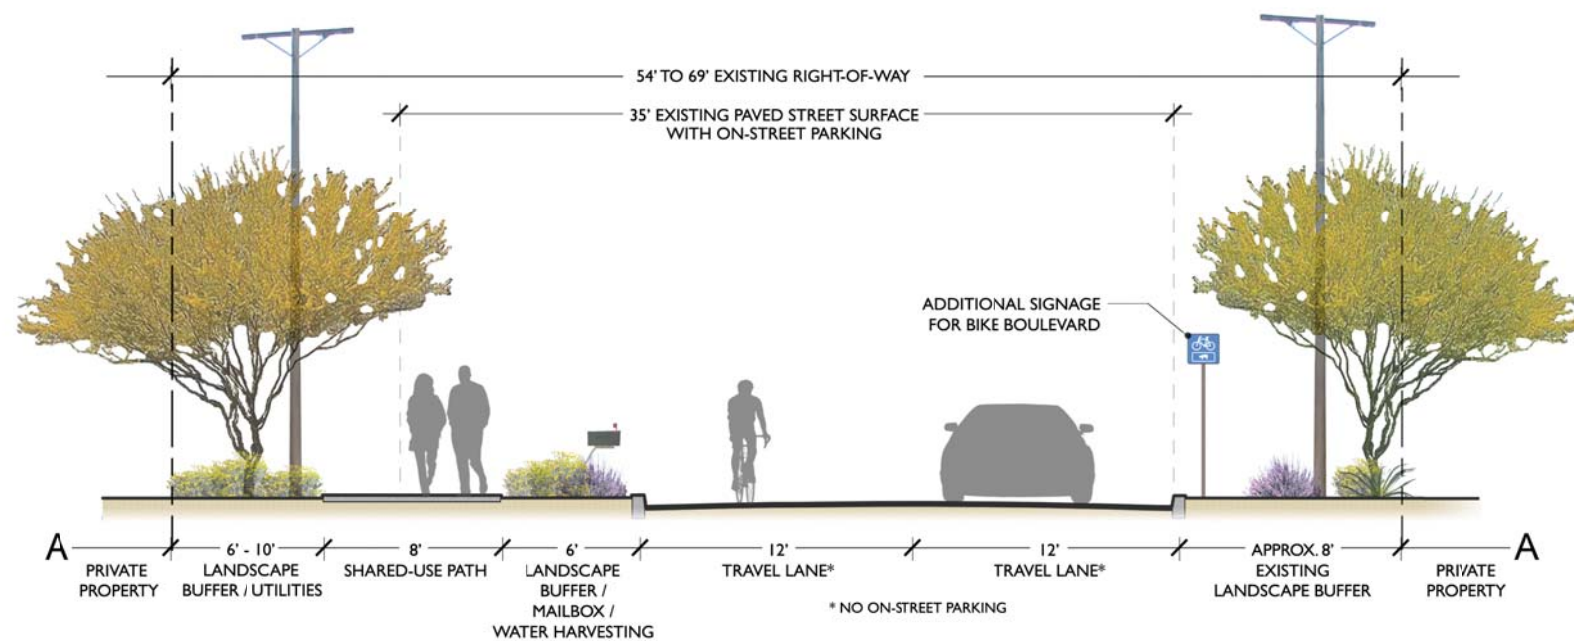 54' TO 69' EXISTING RIGHT-OF-WAY
35' EXISTING PAVED STREET SURFACE
WITH ON-STREET PARKING
ADDITIONAL SIGNAGE
FOR BIKE BOULEVARD
A
PRIVATE
PROPERTY
6' - 10'
LANDSCAPE
BUFFER / UTILITIES
8'
SHARED-USE PATH
6'
LANDSCAPE
BUFFER /
MAILBOX /
WATER HARVESTING
12'
TRAVEL LANE*
12'
TRAVEL LANE*
* NO ON-STREET PARKING
APPROX. 8'
EXISTING
LANDSCAPE BUFFER
PRIVATE
PROPERTY
A